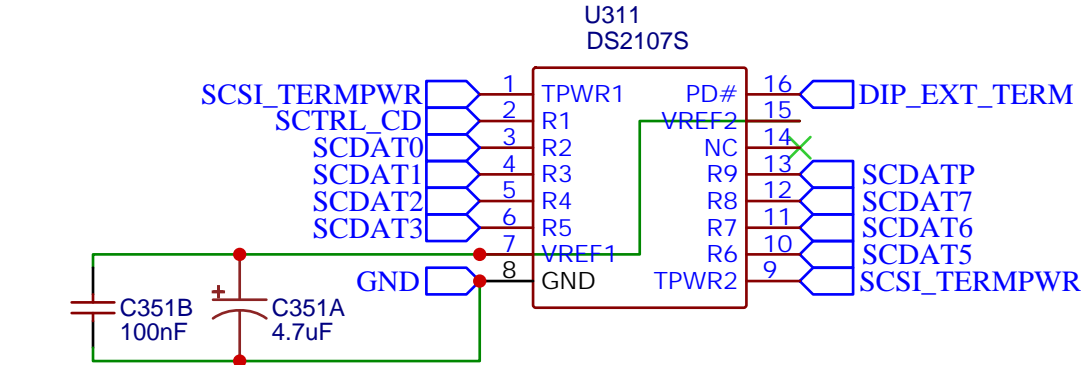 U311
DS2107S
SCSI_TERMPWR 1 TPWR1 PD# 16 DIP_EXT_TERM
SCTRL_CD 2 R1 VREF2 15
SCDAT0 3 R2 NC 14
SCDAT1 4 R3 R9 13 SCDATP
SCDAT2 5 R4 R8 12 SCDAT7
SCDAT3 6 R5 R7 11 SCDAT6
7 VREF1 R6 10 SCDAT5
GND 8 GND TPWR2 9 SCSI_TERMPWR
+
C351B C351A
100nF 4.7uF